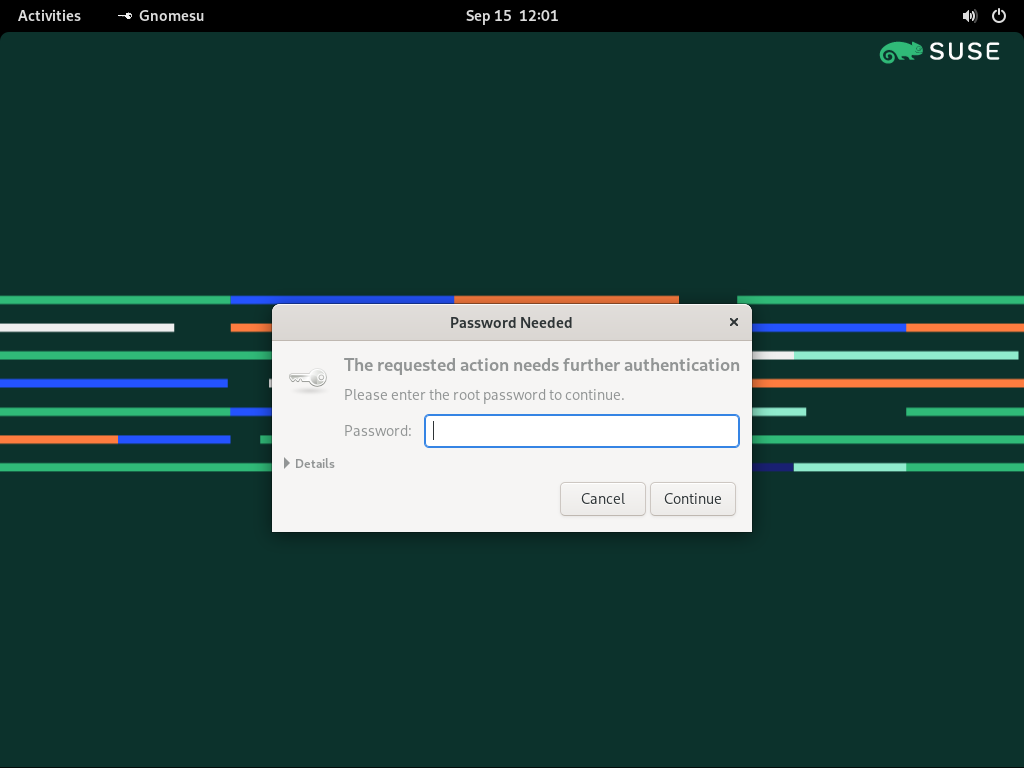 Activities Gnomesu Sep 15 12:01
SUSE
Password Needed
The requested action needs further authentication
Please enter the root password to continue.
Password:
Details
Cancel Continue